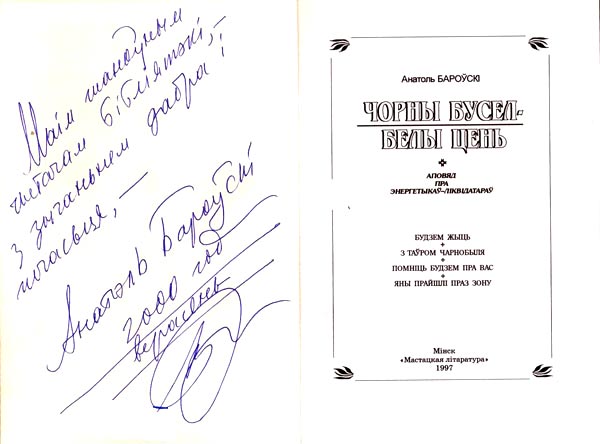 Маім шаноўным
чытачам бібліятэкі,
з зычаньнем дабра і
шчасьця, —
Анатоль Бароўскі
2000 год
верасень
Анатоль БАРОЎСКІ
ЧОРНЫ БУСЕЛ-
БЕЛЫ ЦЕНЬ
АПОВЯД
ПРА
ЭНЕРГЕТЫКАЎ-ЛІКВІДАТАРАЎ
БУДЗЕМ ЖЫЦЬ
З ТАЎРОМ ЧАРНОБЫЛЯ
ПОМНІЦЬ БУДЗЕМ ПРА ВАС
ЯНЫ ПРАЙШЛІ ПРАЗ ЗОНУ
Мінск
«Мастацкая літаратура»
1997